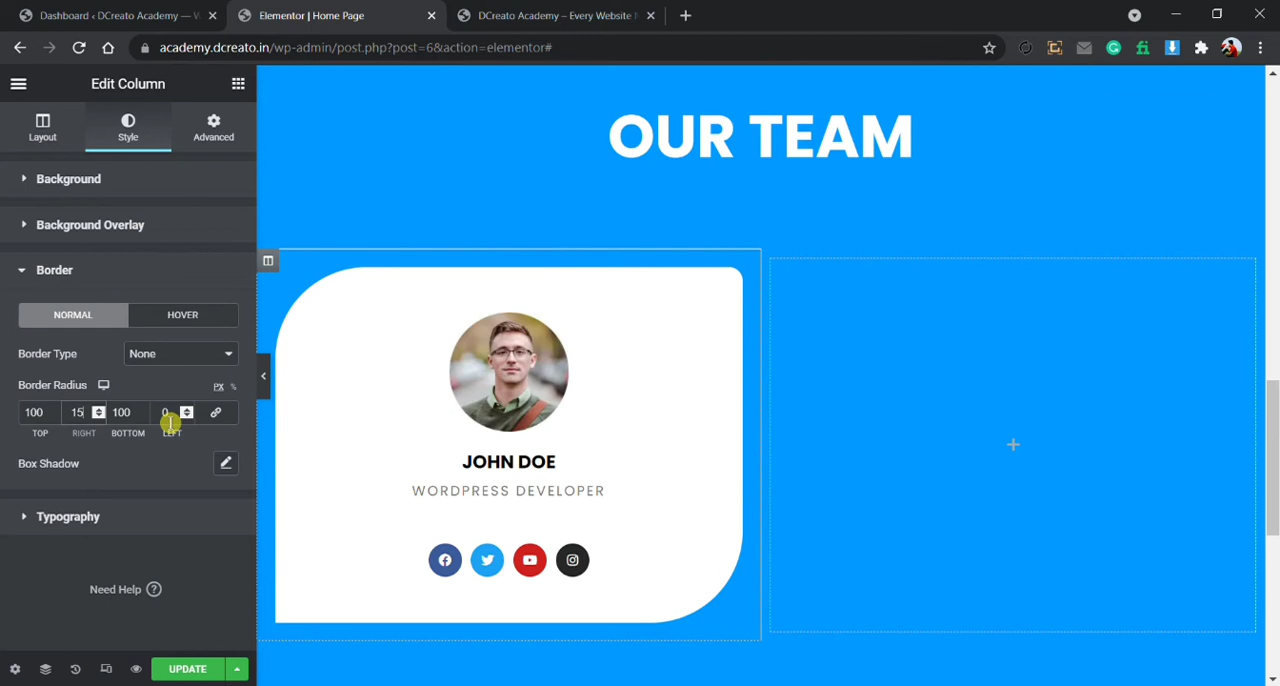 Dashboard ‹ DCreato Academy — W
Elementor | Home Page
DCreato Academy – Every Website N
academy.dcreato.in/wp-admin/post.php?post=6&action=elementor#
Edit Column
Layout
Style
Advanced
Background
Background Overlay
Border
NORMAL
HOVER
Border Type
None
Border Radius
PX
%
100
15
100
0
TOP
RIGHT
BOTTOM
LEFT
Box Shadow
Typography
Need Help ?
UPDATE
OUR TEAM
JOHN DOE
WORDPRESS DEVELOPER